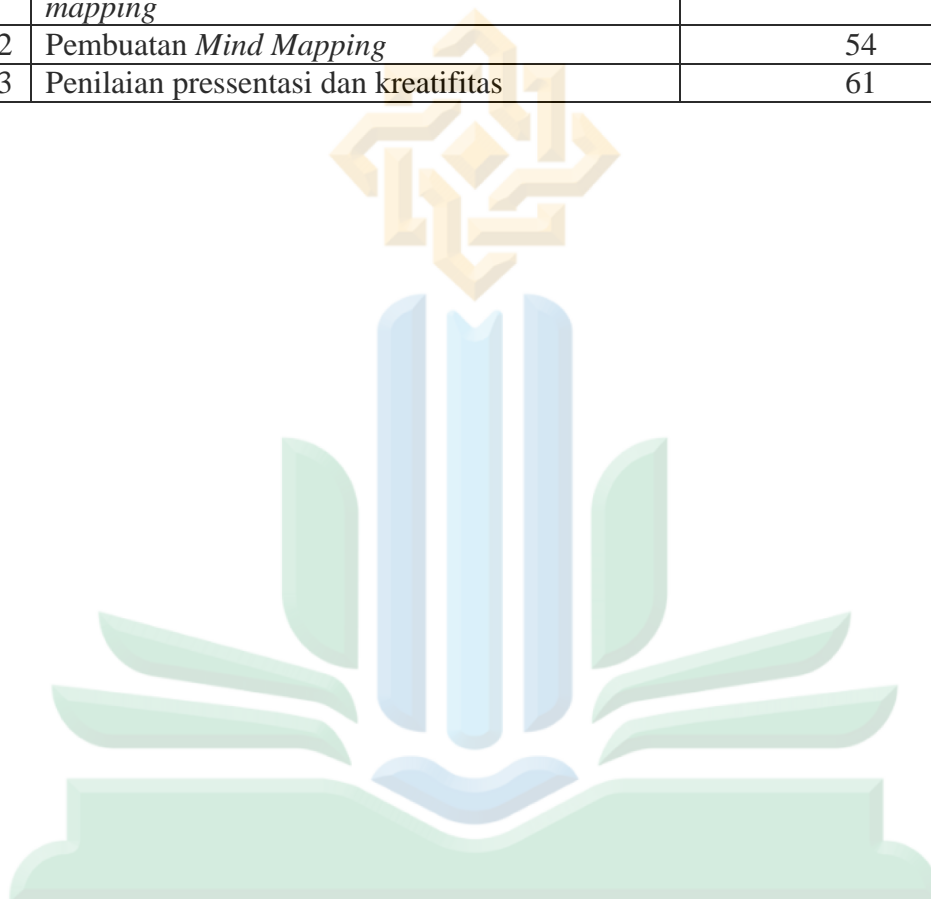 mapping
2 Pembuatan Mind Mapping 54
3 Penilaian pressentasi dan kreatifitas 61